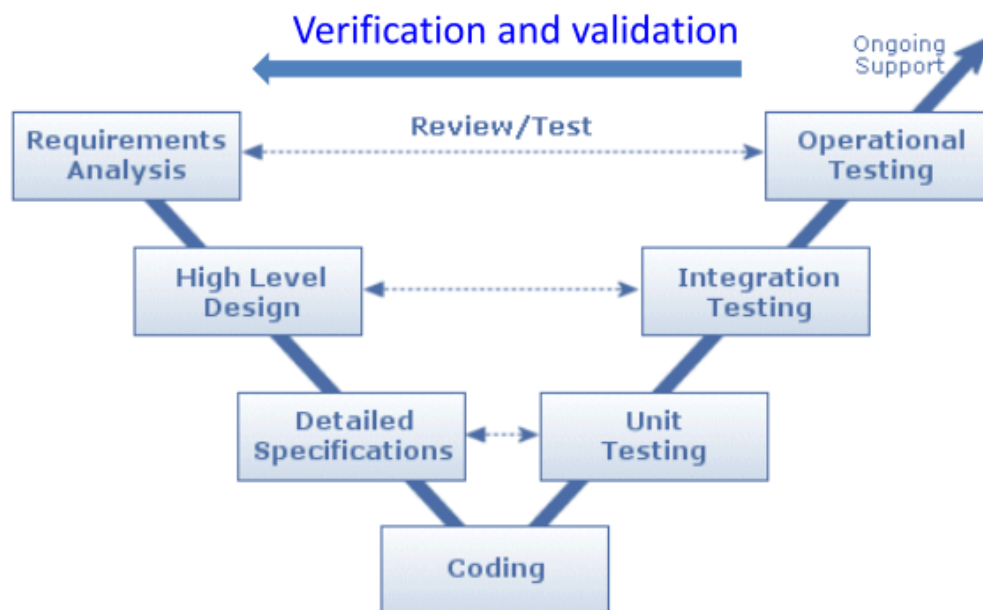 Verification and validation
Ongoing
Support
Requirements
Analysis
Review/Test
Operational
Testing
High Level
Design
Integration
Testing
Detailed
Specifications
Unit
Testing
Coding